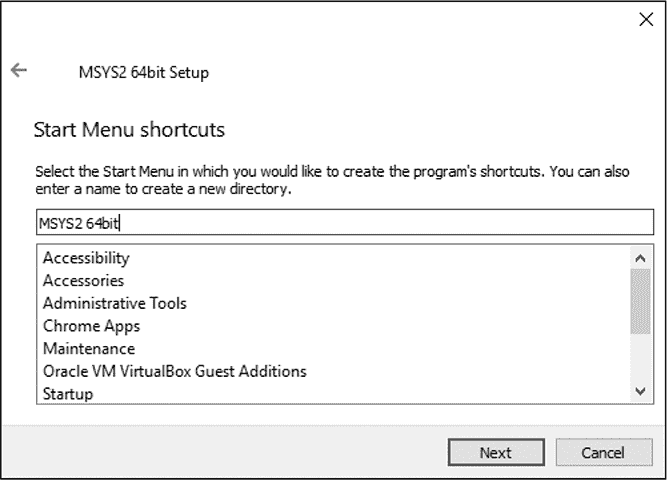 MSYS2 64bit Setup
Start Menu shortcuts
Select the Start Menu in which you would like to create the program's shortcuts. You can also
enter a name to create a new directory.
MSYS2 64bit
Accessibility
Accessories
Administrative Tools
Chrome Apps
Maintenance
Oracle VM VirtualBox Guest Additions
Startup
Next
Cancel